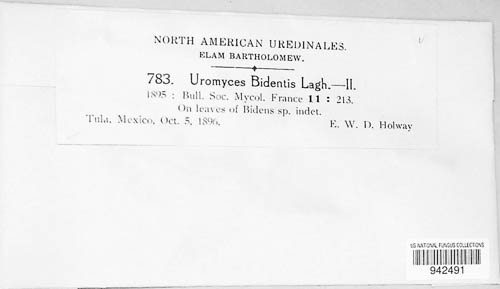 NORTH AMERICAN UREDINALES.
ELAM BARTHOLOMEW.
783. Uromyces Bidentis Lagh.—II.
1895 : Bull. Soc. Mycol. France 11 : 213.
On leaves of Bidens sp. indet.
Tula, Mexico, Oct. 5, 1896. E. W. D. Holway
US NATIONAL FUNGUS COLLECTIONS
942491